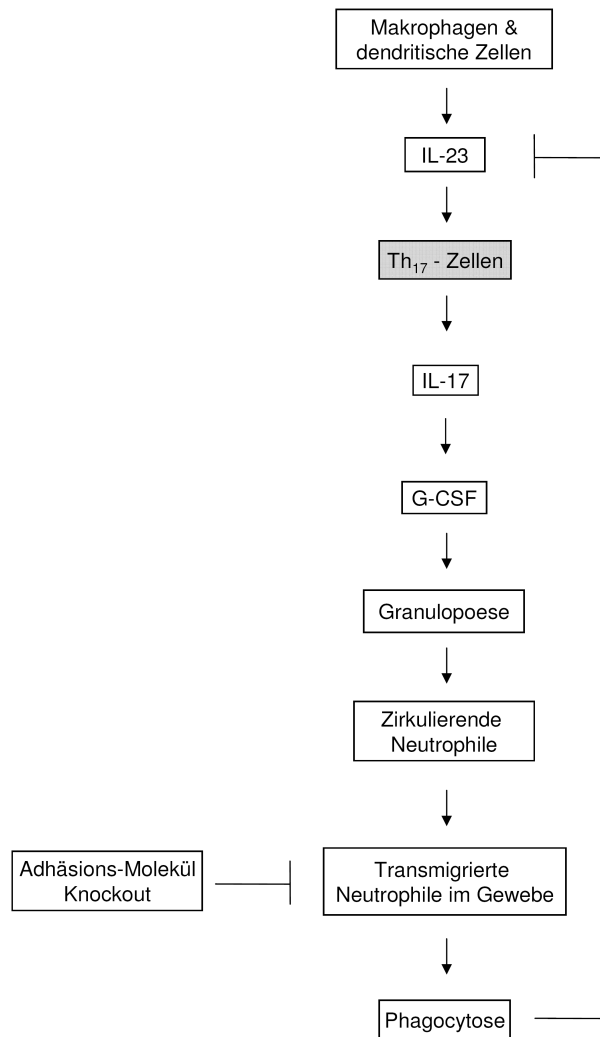 Makrophagen &
dendritische Zellen
IL-23
Th17 - Zellen
IL-17
G-CSF
Granulopoese
Zirkulierende
Neutrophile
Adhäsions-Molekül
Knockout
Transmigrierte
Neutrophile im Gewebe
Phagocytose